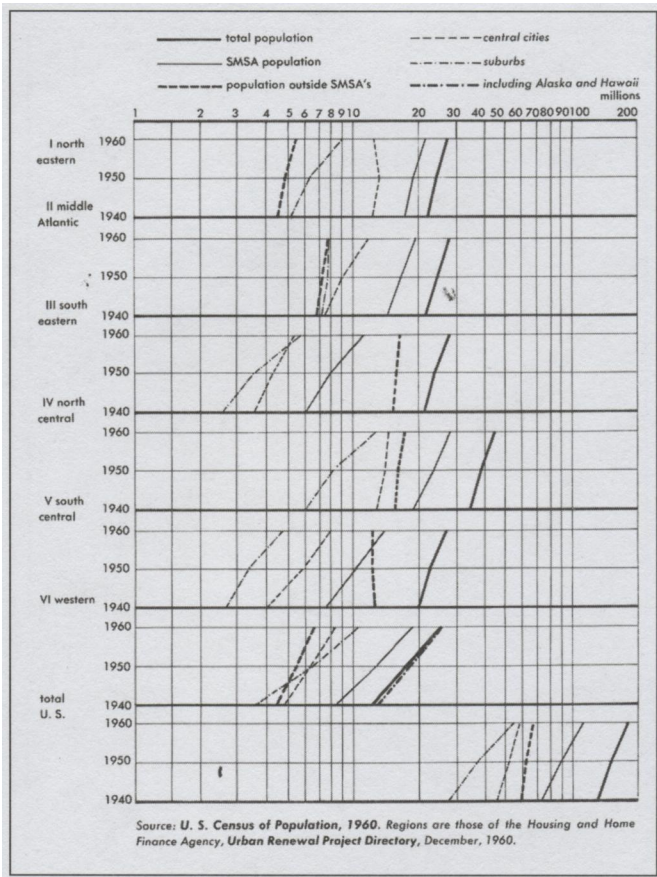 total population
central cities
SMSA population
suburbs
population outside SMSA's
including Alaska and Hawaii
millions
1 2 3 4 5 6 7 8 9 10 20 30 40 50 60 70 80 90 100 200
I north
eastern
1960
1950
1940
II middle
Atlantic
1960
1950
1940
III south
eastern
1960
1950
1940
IV north
central
1960
1950
1940
V south
central
1960
1950
1940
VI western
1960
1950
1940
total
U. S.
1960
1950
1940
Source: U. S. Census of Population, 1960. Regions are those of the Housing and Home
Finance Agency, Urban Renewal Project Directory, December, 1960.